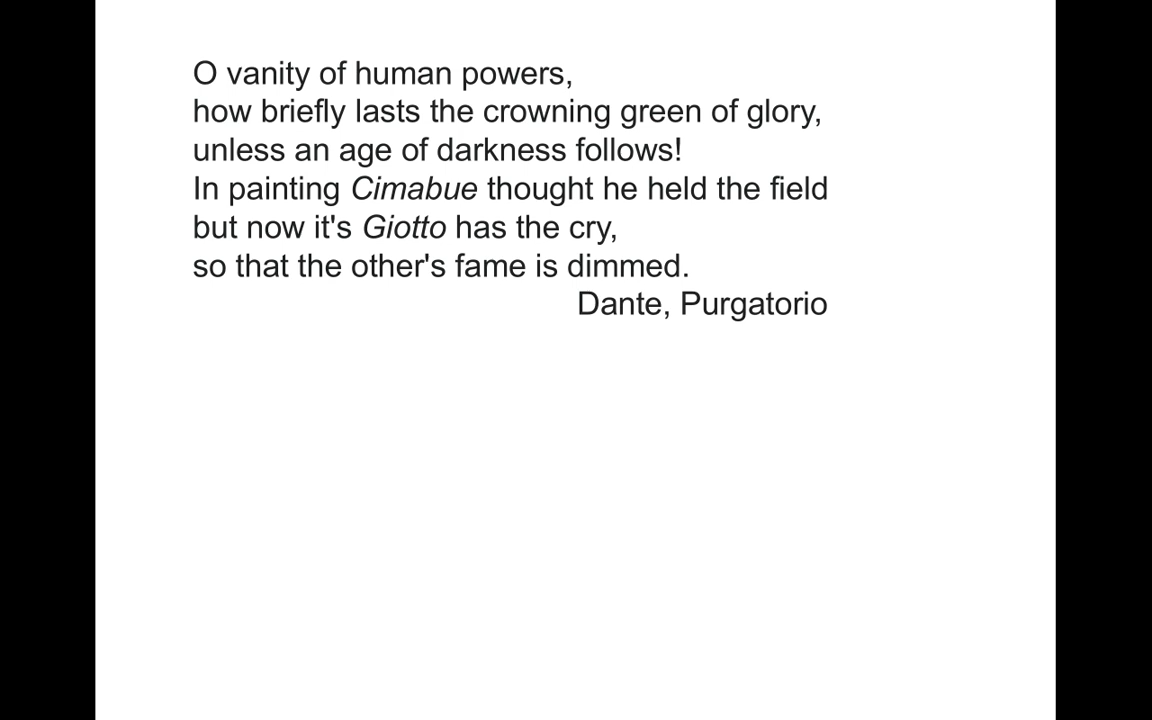 O vanity of human powers,
how briefly lasts the crowning green of glory,
unless an age of darkness follows!
In painting Cimabue thought he held the field
but now it's Giotto has the cry,
so that the other's fame is dimmed.
Dante, Purgatorio